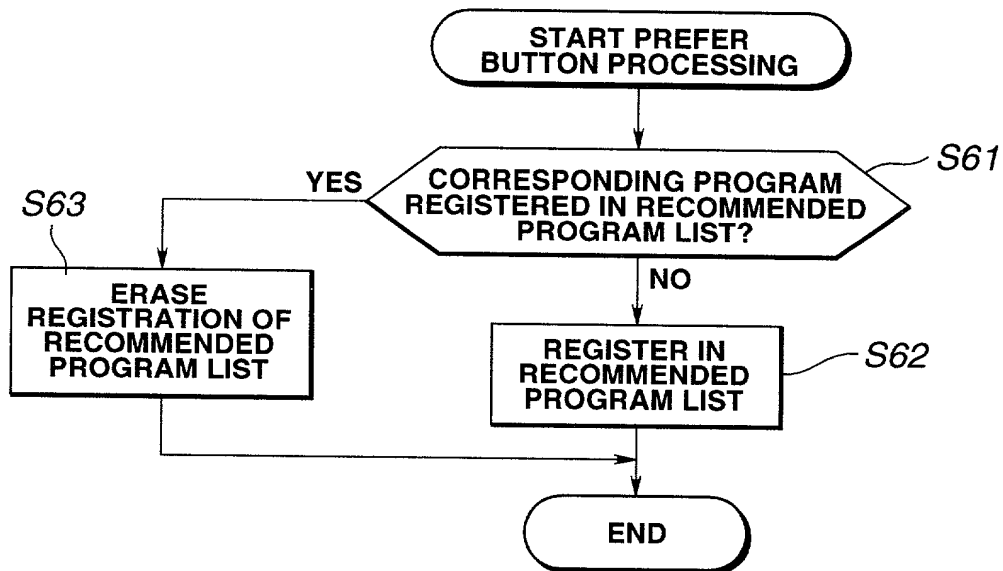 START PREFER
BUTTON PROCESSING
S61
YES
CORRESPONDING PROGRAM
REGISTERED IN RECOMMENDED
PROGRAM LIST?
S63
NO
ERASE
REGISTRATION OF
RECOMMENDED
PROGRAM LIST
REGISTER IN
RECOMMENDED
PROGRAM LIST
S62
END